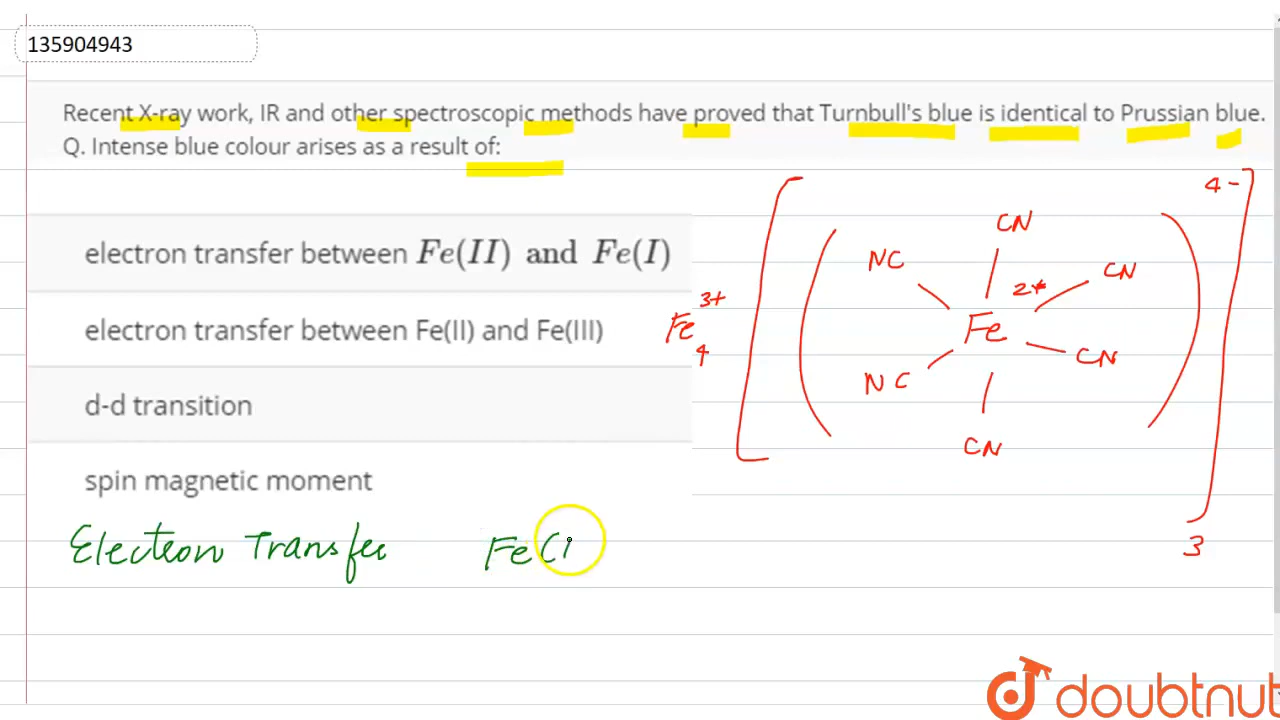 135904943
Recent X-ray work, IR and other spectroscopic methods have proved that Turnbull's blue is identical to Prussian blue.
Q. Intense blue colour arises as a result of:
electron transfer between Fe(II) and Fe(I)
electron transfer between Fe(II) and Fe(III)
d-d transition
spin magnetic moment
4-
CN
NC
CN
2+
3+
Fe
4
Fe
CN
NC
CN
3
Electron Transfer Fe(I
doubtnut